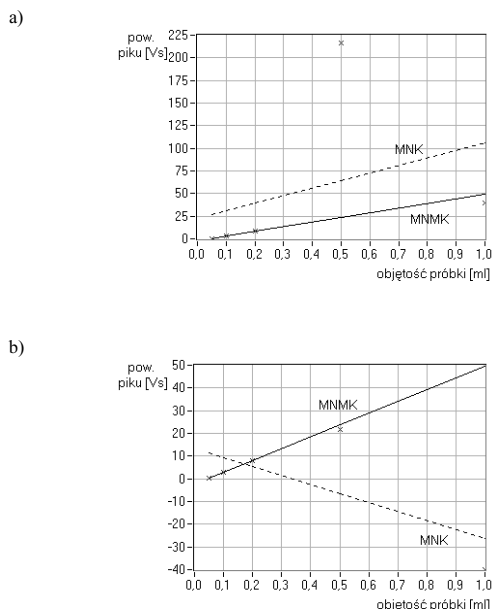 a)
pow.
piku [Vs]
225
200
175
150
125
100
75
50
25
0
MNK
MNMK
0,0 0,1 0,2 0,3 0,4 0,5 0,6 0,7 0,8 0,9 1,0
objętość próbki [ml]
b)
pow.
piku [Vs]
50
40
30
20
10
0
-10
-20
-30
-40
MNMK
MNK
0,0 0,1 0,2 0,3 0,4 0,5 0,6 0,7 0,8 0,9 1,0
objętość próbki [ml]